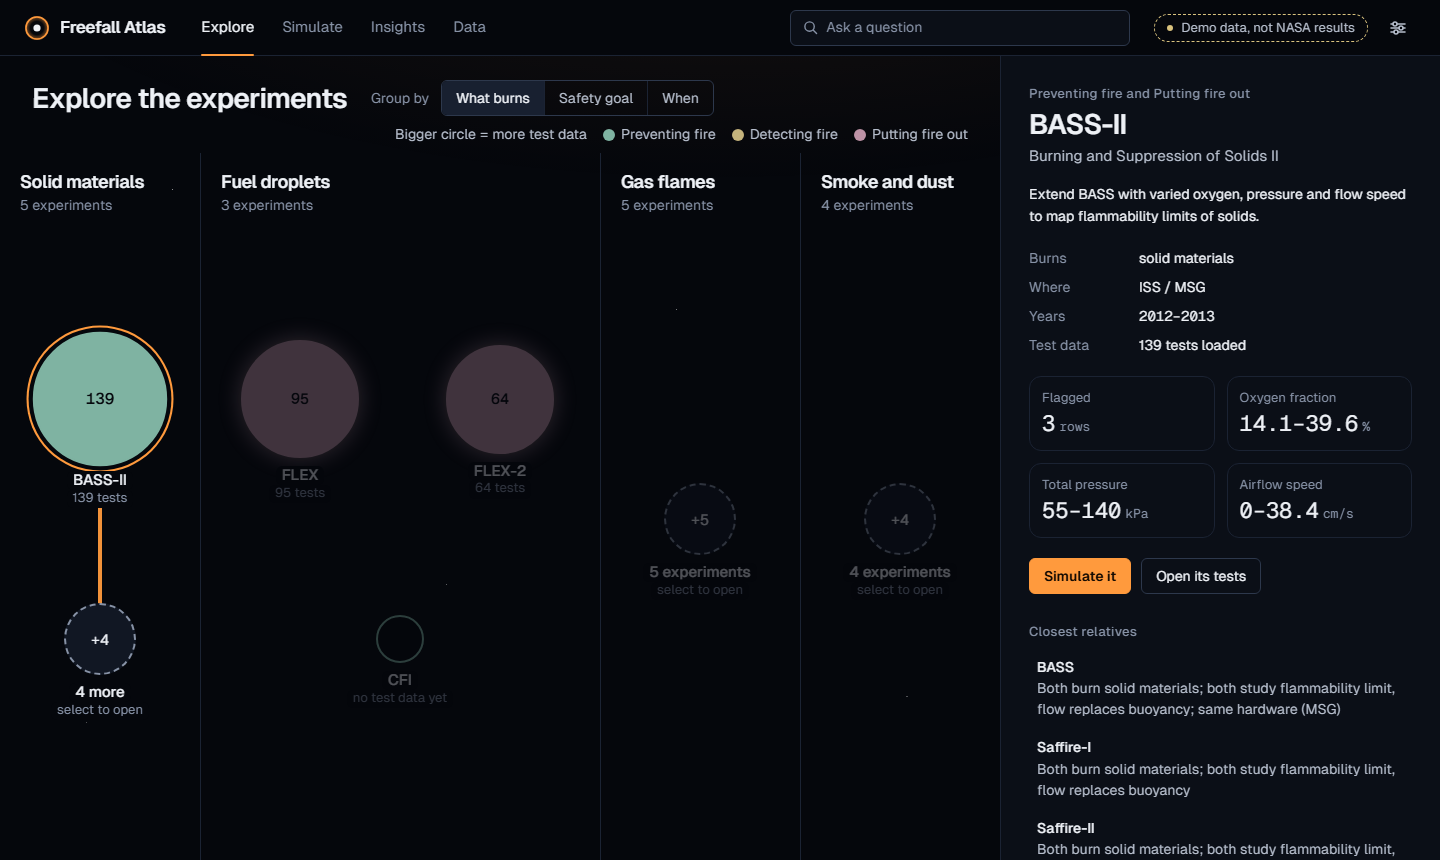 Freefall Atlas
Explore
Simulate
Insights
Data
Ask a question
Demo data, not NASA results
Explore the experiments
Group by
What burns
Safety goal
When
Bigger circle = more test data
Preventing fire
Detecting fire
Putting fire out
Solid materials
5 experiments
Fuel droplets
3 experiments
Gas flames
5 experiments
Smoke and dust
4 experiments
139
BASS-II
139 tests
+4
4 more
select to open
95
FLEX
95 tests
64
FLEX-2
64 tests
CFI
no test data yet
+5
5 experiments
select to open
+4
4 experiments
select to open
Preventing fire and Putting fire out
BASS-II
Burning and Suppression of Solids II
Extend BASS with varied oxygen, pressure and flow speed
to map flammability limits of solids.
Burns solid materials
Where ISS / MSG
Years 2012–2013
Test data 139 tests loaded
Flagged
3 rows
Oxygen fraction
14.1–39.6 %
Total pressure
55–140 kPa
Airflow speed
0–38.4 cm/s
Simulate it
Open its tests
Closest relatives
BASS
Both burn solid materials; both study flammability limit,
flow replaces buoyancy; same hardware (MSG)
Saffire-I
Both burn solid materials; both study flammability limit,
flow replaces buoyancy
Saffire-II
Both burn solid materials; both study flammability limit,